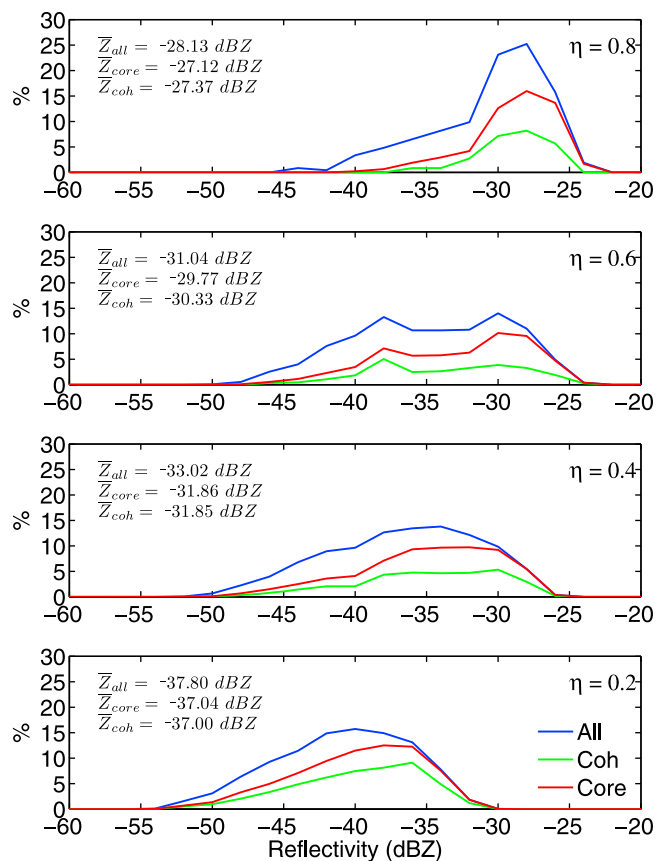 30
25
20
15
10
5
0
%
Z̅all = -28.13 dBZ
Z̅core = -27.12 dBZ
Z̅coh = -27.37 dBZ
η = 0.8
−60 −55 −50 −45 −40 −35 −30 −25 −20
30
25
20
15
10
5
0
%
Z̅all = -31.04 dBZ
Z̅core = -29.77 dBZ
Z̅coh = -30.33 dBZ
η = 0.6
−60 −55 −50 −45 −40 −35 −30 −25 −20
30
25
20
15
10
5
0
%
Z̅all = -33.02 dBZ
Z̅core = -31.86 dBZ
Z̅coh = -31.85 dBZ
η = 0.4
−60 −55 −50 −45 −40 −35 −30 −25 −20
30
25
20
15
10
5
0
%
Z̅all = -37.80 dBZ
Z̅core = -37.04 dBZ
Z̅coh = -37.00 dBZ
η = 0.2
All
Coh
Core
−60 −55 −50 −45 −40 −35 −30 −25 −20
Reflectivity (dBZ)